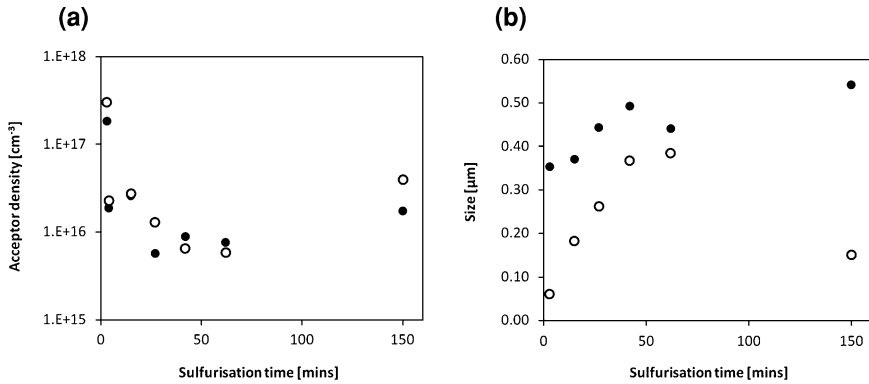 (a)
1.E+18
1.E+17
1.E+16
1.E+15
Acceptor density [cm⁻³]
0
50
100
150
Sulfurisation time [mins]
(b)
0.60
0.50
0.40
0.30
0.20
0.10
0.00
Size [µm]
0
50
100
150
Sulfurisation time [mins]